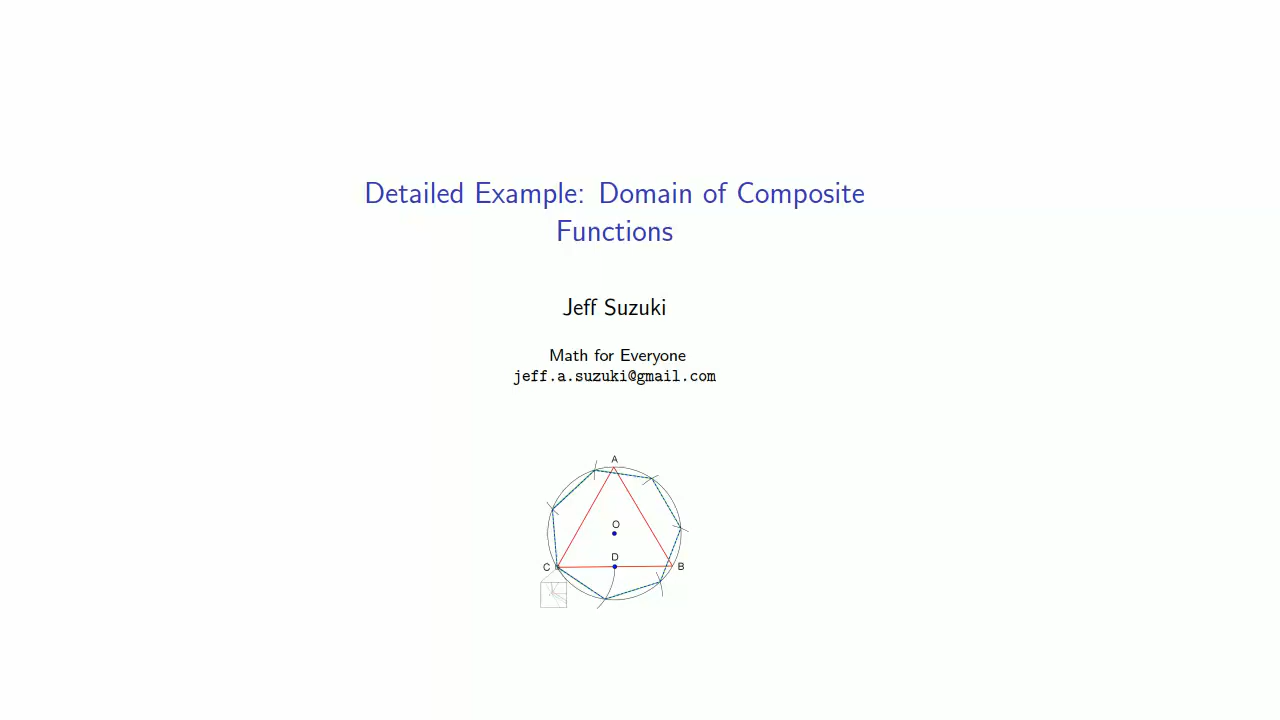 Detailed Example: Domain of Composite
Functions
Jeff Suzuki
Math for Everyone
jeff.a.suzuki@gmail.com
A
O
D
C
B